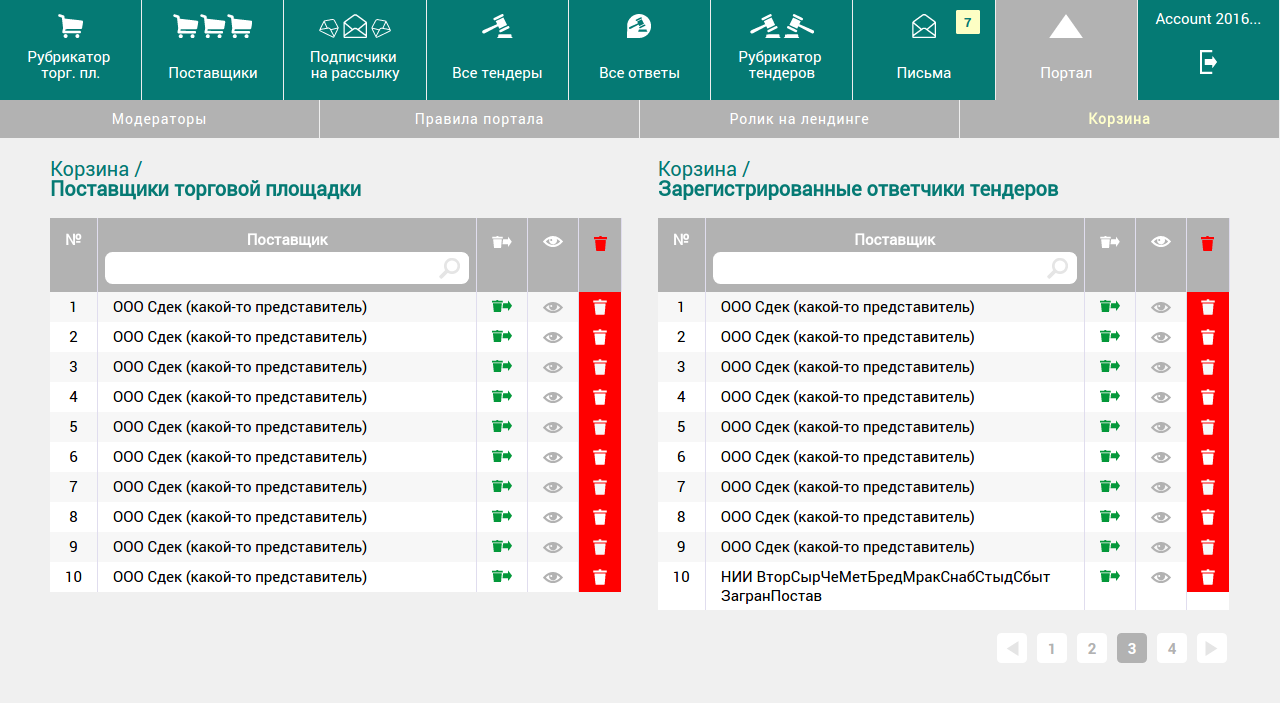 Рубрикатор
торг. пл.
Поставщики
Подписчики
на рассылку
Все тендеры
Все ответы
Рубрикатор
тендеров
7
Письма
Портал
Account 2016...
Модераторы
Правила портала
Ролик на лендинге
Корзина
Корзина /
Поставщики торговой площадки
№
Поставщик
1 ООО Сдек (какой-то представитель)
2 ООО Сдек (какой-то представитель)
3 ООО Сдек (какой-то представитель)
4 ООО Сдек (какой-то представитель)
5 ООО Сдек (какой-то представитель)
6 ООО Сдек (какой-то представитель)
7 ООО Сдек (какой-то представитель)
8 ООО Сдек (какой-то представитель)
9 ООО Сдек (какой-то представитель)
10 ООО Сдек (какой-то представитель)
Корзина /
Зарегистрированные ответчики тендеров
№
Поставщик
1 ООО Сдек (какой-то представитель)
2 ООО Сдек (какой-то представитель)
3 ООО Сдек (какой-то представитель)
4 ООО Сдек (какой-то представитель)
5 ООО Сдек (какой-то представитель)
6 ООО Сдек (какой-то представитель)
7 ООО Сдек (какой-то представитель)
8 ООО Сдек (какой-то представитель)
9 ООО Сдек (какой-то представитель)
10 НИИ ВторСырЧеМетБредМракСнабСтыдСбыт
ЗагранПостав
1 2 3 4